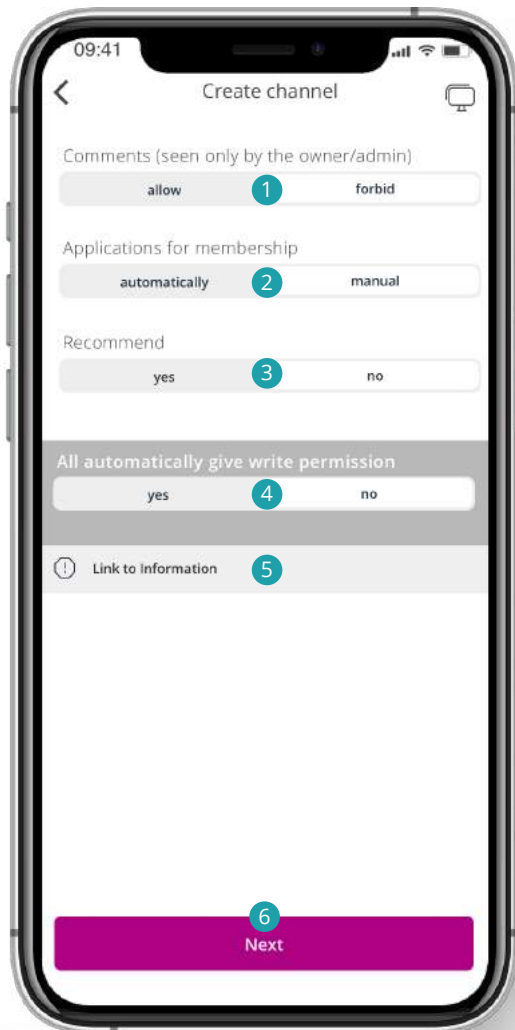 09:41
Create channel
Comments (seen only by the owner/admin)
allow 1 forbid
Applications for membership
automatically 2 manual
Recommend
yes 3 no
All automatically give write permission
yes 4 no
Link to Information 5
6
Next